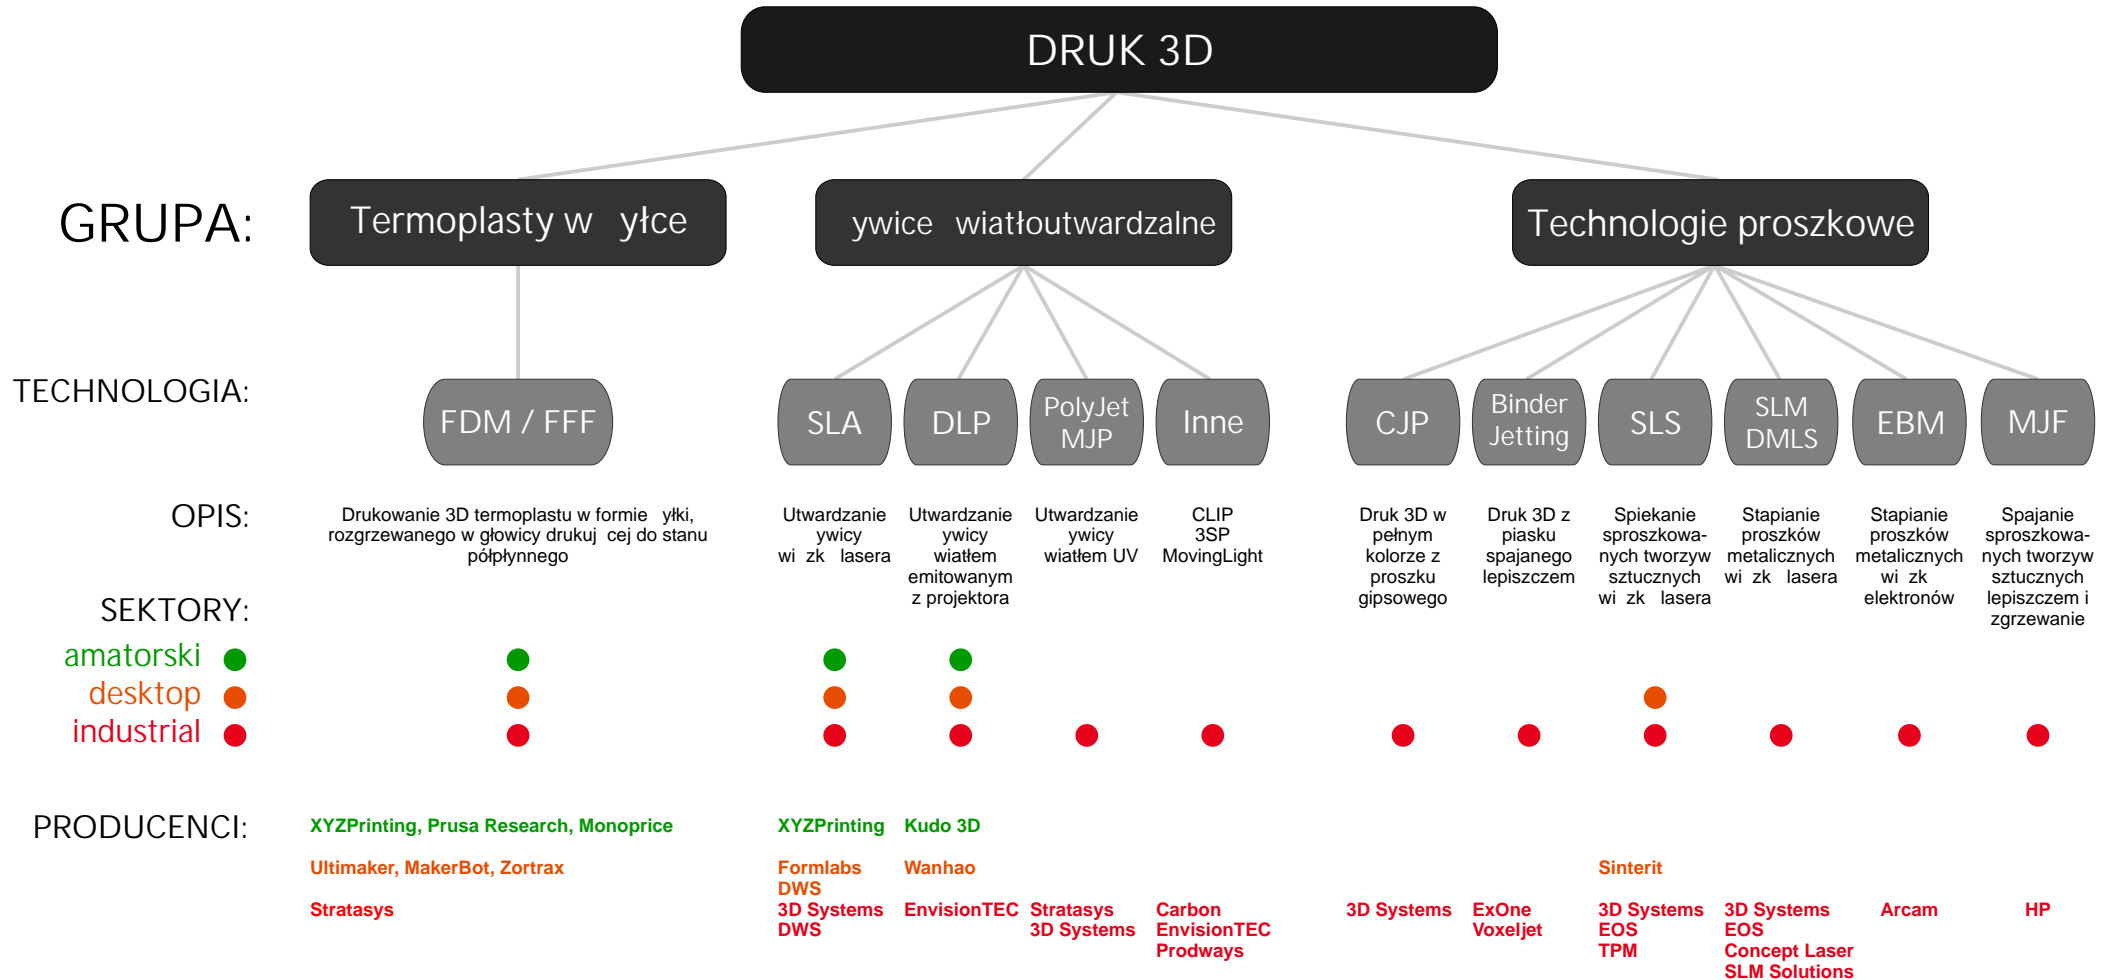 DRUK 3D
GRUPA:
Termoplasty w yłce
ywice wiatłoutwardzalne
Technologie proszkowe
TECHNOLOGIA:
FDM / FFF
SLA
DLP
PolyJet
MJP
Inne
CJP
Binder
Jetting
SLS
SLM
DMLS
EBM
MJF
OPIS:
Drukowanie 3D termoplastu w formie yłki,
rozgrzewanego w głowicy drukuj cej do stanu
półpłynnego
Utwardzanie
ywicy
wi zk lasera
Utwardzanie
ywicy
wiatłem
emitowanym
z projektora
Utwardzanie
ywicy
wiatłem UV
CLIP
3SP
MovingLight
Druk 3D w
pełnym
kolorze z
proszku
gipsowego
Druk 3D z
piasku
spajanego
lepiszczem
Spiekanie
sproszkowa-
nych tworzyw
sztucznych
wi zk lasera
Stapianie
proszków
metalicznych
wi zk lasera
Stapianie
proszków
metalicznych
wi zk
elektronów
Spajanie
sproszkowa-
nych tworzyw
sztucznych
lepiszczem i
zgrzewanie
SEKTORY:
amatorski
desktop
industrial
PRODUCENCI:
XYZPrinting, Prusa Research, Monoprice
Ultimaker, MakerBot, Zortrax
Stratasys
XYZPrinting
Formlabs
DWS
3D Systems
DWS
Kudo 3D
Wanhao
EnvisionTEC
Stratasys
3D Systems
Carbon
EnvisionTEC
Prodways
3D Systems
ExOne
Voxeljet
Sinterit
3D Systems
EOS
TPM
3D Systems
EOS
Concept Laser
SLM Solutions
Arcam
HP